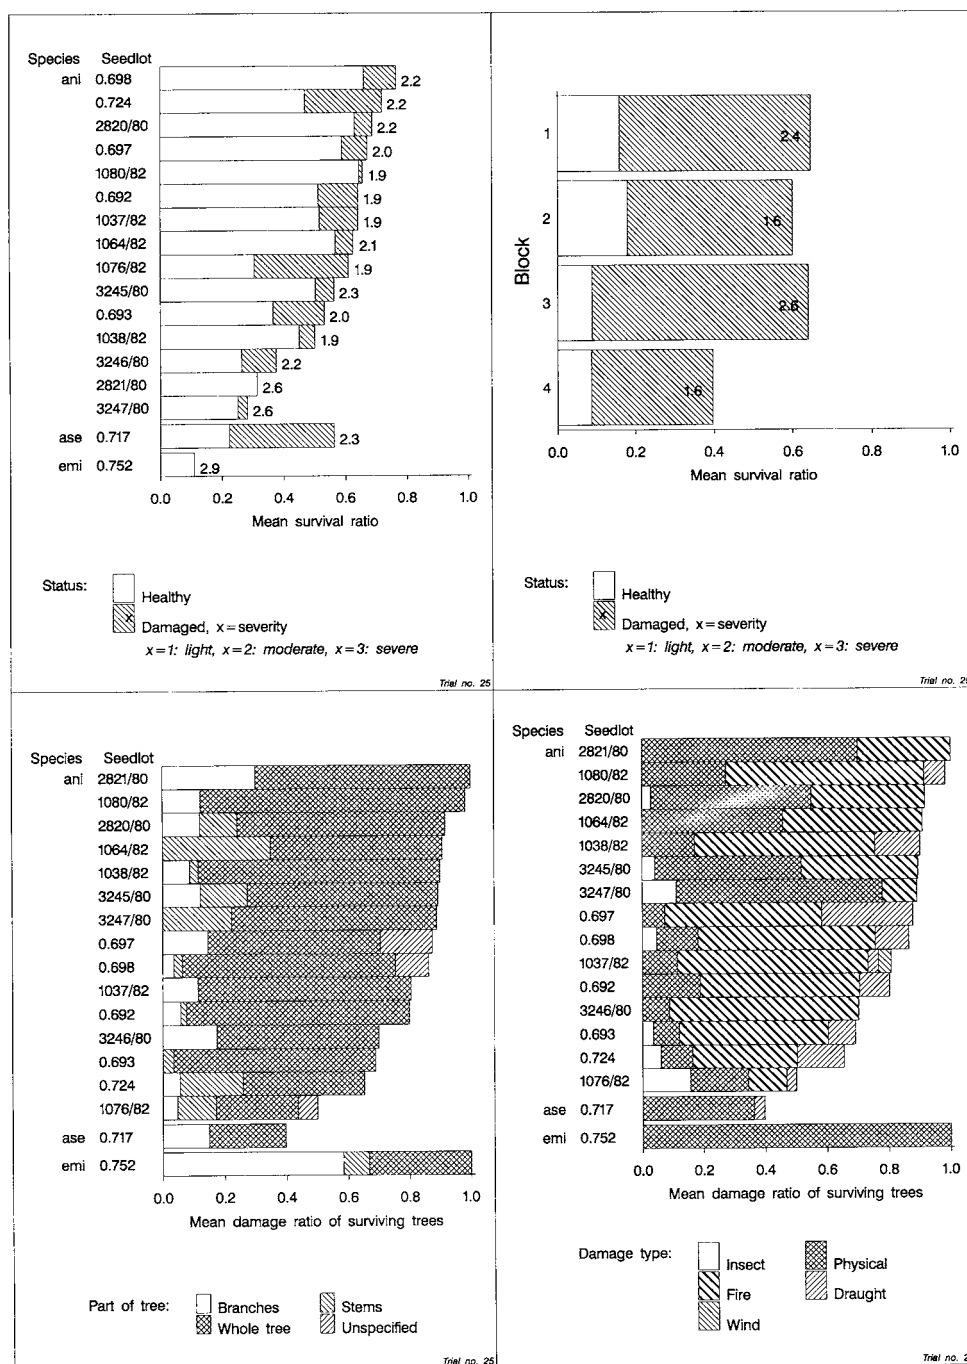 Species Seedlot
ani 0.698 2.2
0.724 2.2
2820/80 2.2
0.697 2.0
1080/82 1.9
0.692 1.9
1037/82 1.9
1064/82 2.1
1076/82 1.9
3245/80 2.3
0.693 2.0
1038/82 1.9
3246/80 2.2
2821/80 2.6
3247/80 2.6
ase 0.717 2.3
emi 0.752 2.9
0.0 0.2 0.4 0.6 0.8 1.0
Mean survival ratio
Status:
Healthy
x Damaged, x=severity
x=1: light, x=2: moderate, x=3: severe
Trial no. 25
Block
1 2.4
2 1.6
3 2.6
4 1.6
0.0 0.2 0.4 0.6 0.8 1.0
Mean survival ratio
Status:
Healthy
x Damaged, x=severity
x=1: light, x=2: moderate, x=3: severe
Trial no. 25
Species Seedlot
ani 2821/80
1080/82
2820/80
1064/82
1038/82
3245/80
3247/80
0.697
0.698
1037/82
0.692
3246/80
0.693
0.724
1076/82
ase 0.717
emi 0.752
0.0 0.2 0.4 0.6 0.8 1.0
Mean damage ratio of surviving trees
Part of tree: Branches Stems
Whole tree Unspecified
Trial no. 25
Species Seedlot
ani 2821/80
1080/82
2820/80
1064/82
1038/82
3245/80
3247/80
0.697
0.698
1037/82
0.692
3246/80
0.693
0.724
1076/82
ase 0.717
emi 0.752
0.0 0.2 0.4 0.6 0.8 1.0
Mean damage ratio of surviving trees
Damage type: Insect Physical
Fire Draught
Wind
Trial no. 2